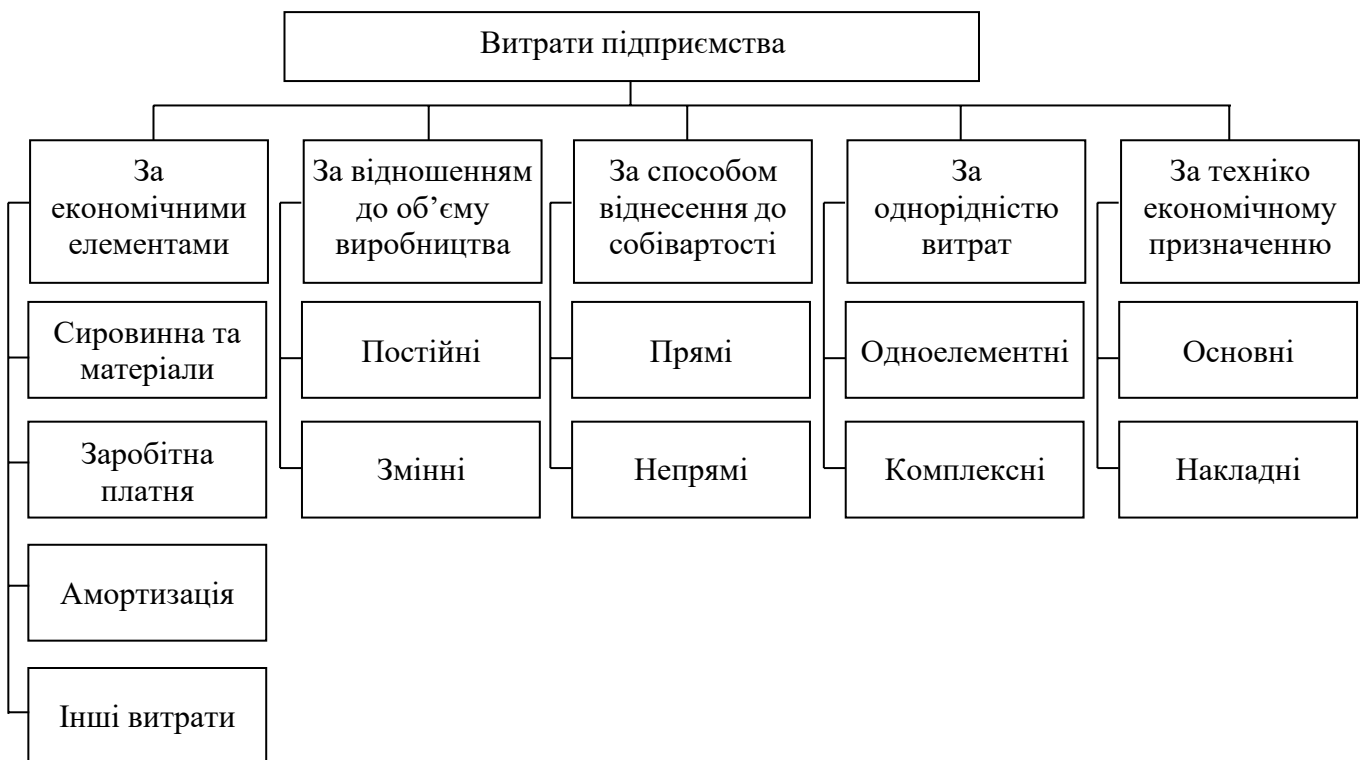 Витрати підприємства
За
економічними
елементами
За відношенням
до об’єму
виробництва
За способом
віднесення до
собівартості
За
однорідністю
витрат
За техніко
економічному
призначенню
Сировинна та
матеріали
Постійні
Прямі
Одноелементні
Основні
Заробітна
платня
Змінні
Непрямі
Комплексні
Накладні
Амортизація
Інші витрати